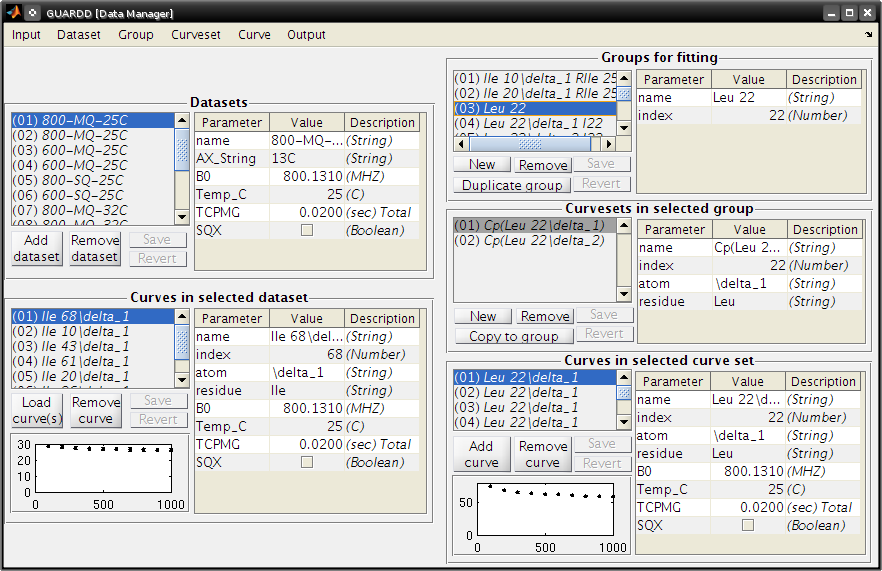 GUARDD [Data Manager]
Input Dataset Group Curveset Curve Output
Datasets
(01) 800-MQ-25C
(02) 800-MQ-25C
(03) 600-MQ-25C
(04) 600-MQ-25C
(05) 800-SQ-25C
(06) 600-SQ-25C
(07) 800-MQ-32C
(08) 800-MQ-32C
Parameter Value Description
name 800-MQ-... (String)
AX_String 13C (String)
B0 800.1310 (MHZ)
Temp_C 25 (C)
TCPMG 0.0200 (sec) Total
SQX (Boolean)
Add dataset
Remove dataset
Save
Revert
Curves in selected dataset
(01) Ile 68\delta_1
(02) Ile 10\delta_1
(03) Ile 43\delta_1
(04) Ile 61\delta_1
(05) Ile 20\delta_1
Parameter Value Description
name Ile 68\del... (String)
index 68 (Number)
atom \delta_1 (String)
residue Ile (String)
B0 800.1310 (MHZ)
Temp_C 25 (C)
TCPMG 0.0200 (sec) Total
SQX (Boolean)
Load curve(s)
Remove curve
Save
Revert
30
20
10
0
0 500 1000
Groups for fitting
(01) Ile 10\delta_1 RIle 25
(02) Ile 20\delta_1 RIle 25
(03) Leu 22
(04) Leu 22\delta_1 I22
Parameter Value Description
name Leu 22 (String)
index 22 (Number)
New
Remove
Save
Duplicate group
Revert
Curvesets in selected group
(01) Cp(Leu 22\delta_1)
(02) Cp(Leu 22\delta_2)
Parameter Value Description
name Cp(Leu 2... (String)
index 22 (Number)
atom \delta_1 (String)
residue Leu (String)
New
Remove
Save
Copy to group
Revert
Curves in selected curve set
(01) Leu 22\delta_1
(02) Leu 22\delta_1
(03) Leu 22\delta_1
(04) Leu 22\delta_1
Parameter Value Description
name Leu 22\d... (String)
index 22 (Number)
atom \delta_1 (String)
residue Leu (String)
B0 800.1310 (MHZ)
Temp_C 25 (C)
TCPMG 0.0200 (sec) Total
SQX (Boolean)
Add curve
Remove curve
Save
Revert
50
0
0 500 1000